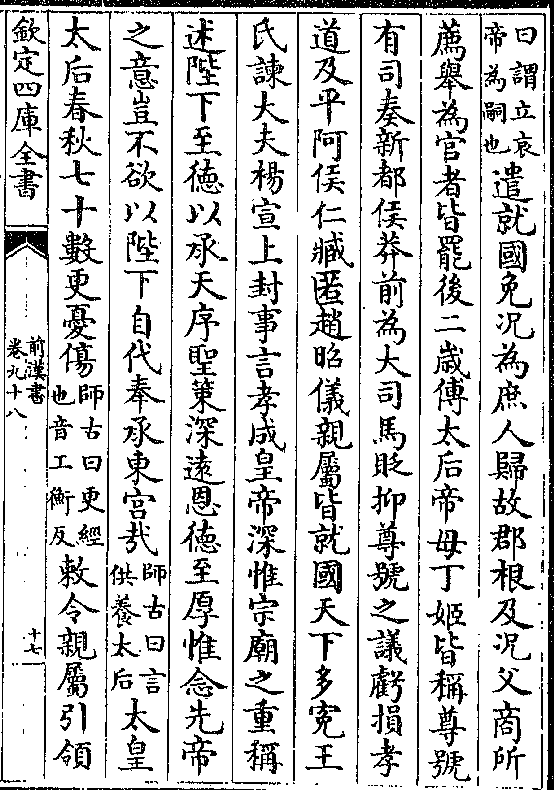 曰謂立哀
帝為嗣也遣就國免况為庶人歸故郡根及况父商所
薦舉為官者皆罷後二歲傅太后帝母丁姬皆稱尊號
有司奏新都侯莽前為大司馬貶抑尊號之議虧損孝
道及平阿侯仁臧匿趙昭儀親屬皆就國天下多冤王
氏諫大夫楊宣上封事言孝成皇帝深惟宗廟之重稱
述陛下至德以承天序聖策深遠恩德至厚惟念先帝
之意豈不欲以陛下自代奉承東宮哉師古曰言
供養太后太皇
太后春秋七十數更憂傷師古曰更經
也音工衡反敕令親屬引領
欽定四庫全書
前漢書
卷九十八
十七